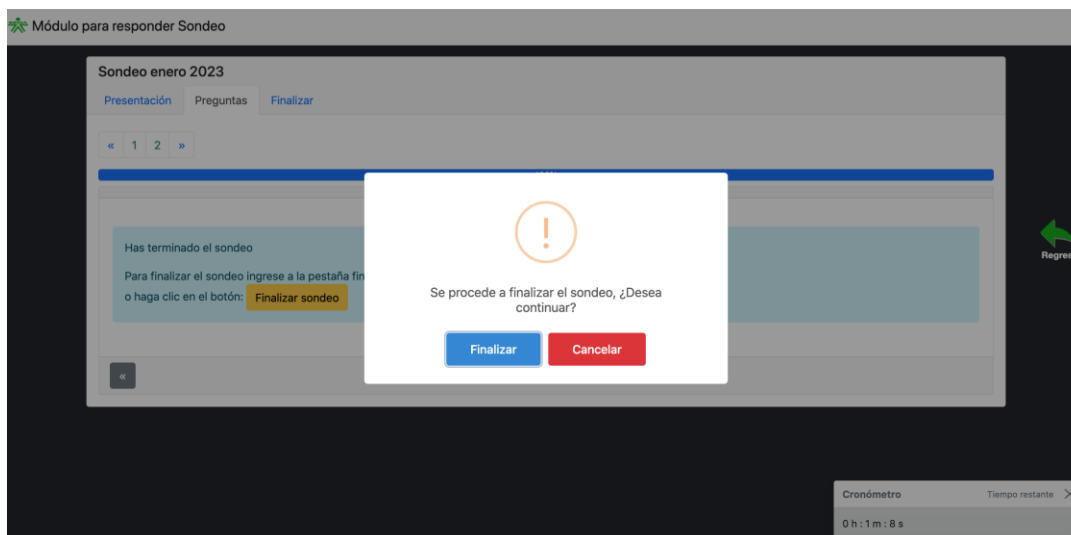 Módulo para responder Sondeo
Sondeo enero 2023
Presentación Preguntas Finalizar
« 1 2 »
Has terminado el sondeo
Para finalizar el sondeo ingrese a la pestaña fin
o haga clic en el botón: Finalizar sondeo
Se procede a finalizar el sondeo, ¿Desea
continuar?
Finalizar Cancelar
«
Regres
Cronómetro Tiempo restante
0 h : 1 m : 8 s